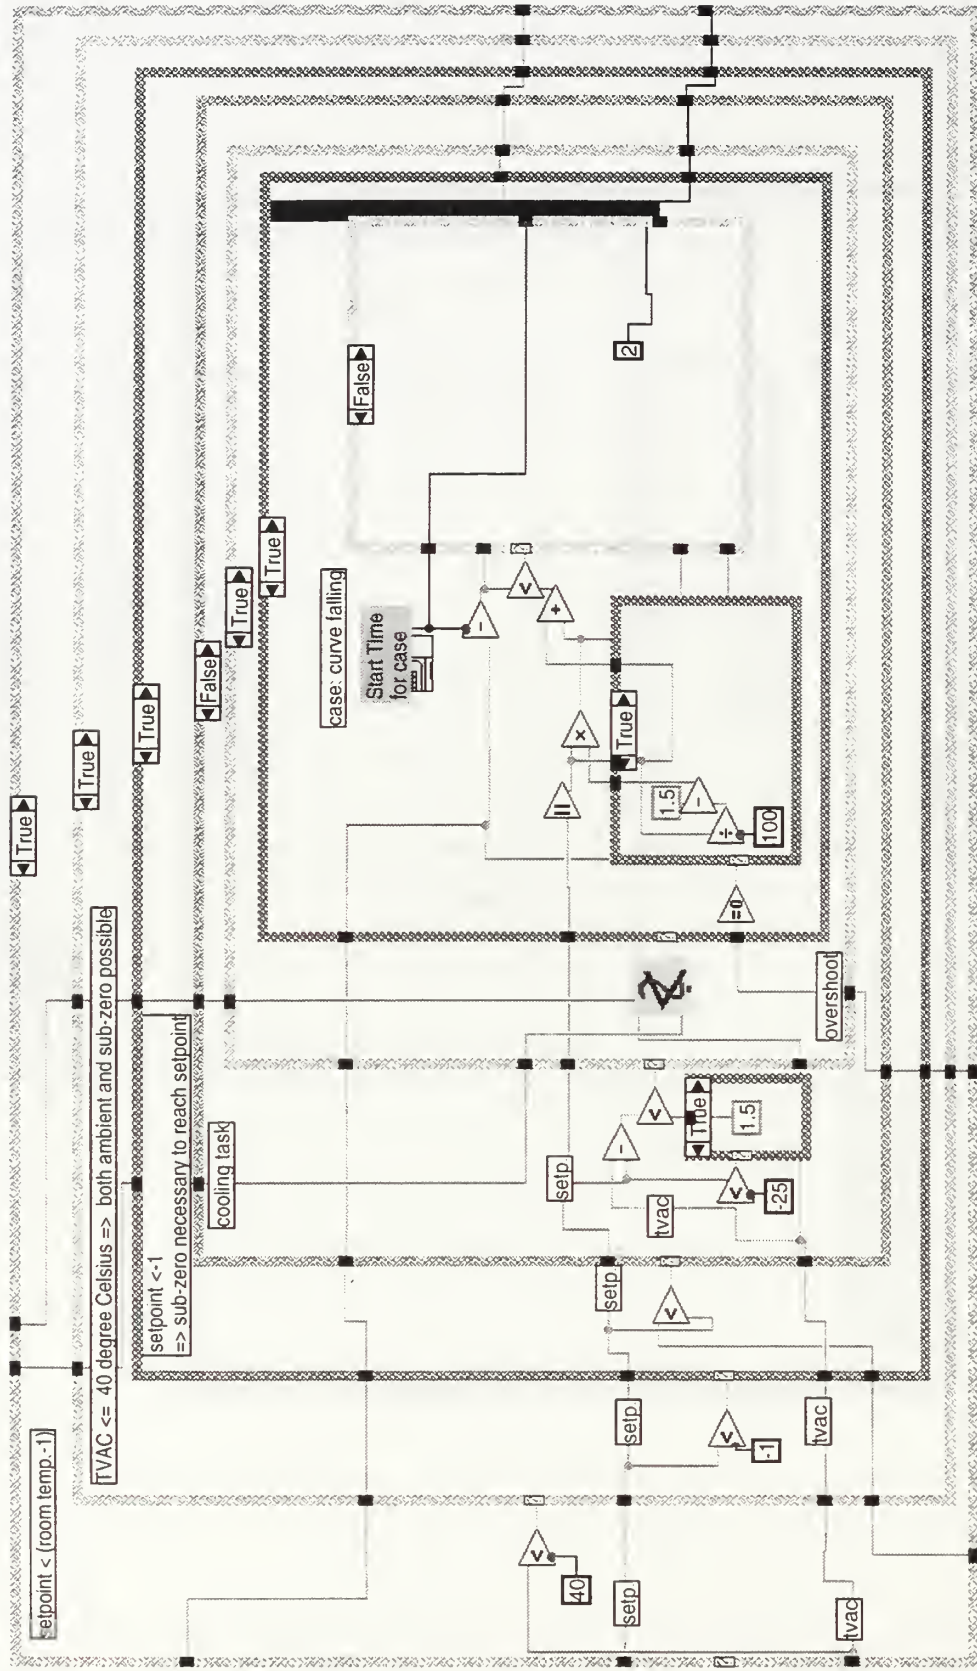 setpoint < (room temp.-1)
True
TVAC <= 40 degree Celsius => both ambient and sub-zero possible
True
setpoint <-1
=> sub-zero necessary to reach setpoint
True
cooling task
False
True
True
case: curve falling
Start Time
for case
False
40
setp
tvac
setp
-1
tvac
setp
setp
tvac
-25
True
1.5
overshoot
=0
True
1.5
100
2